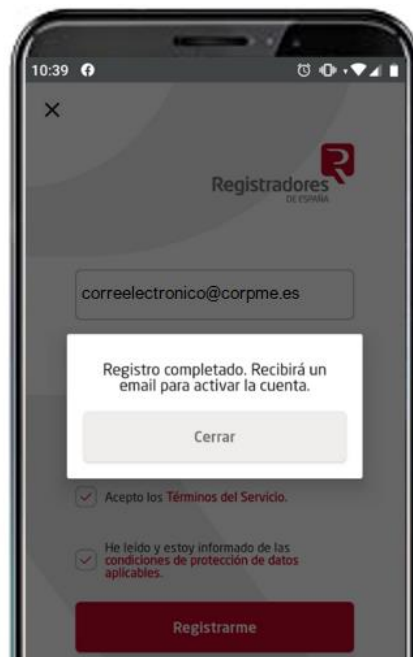 10:39
Registradores
DE ESPAÑA
correelectronico@corpme.es
Registro completado. Recibirá un
email para activar la cuenta.
Cerrar
Acepto los Términos del Servicio.
He leído y estoy informado de las
condiciones de protección de datos
aplicables.
Registrarme